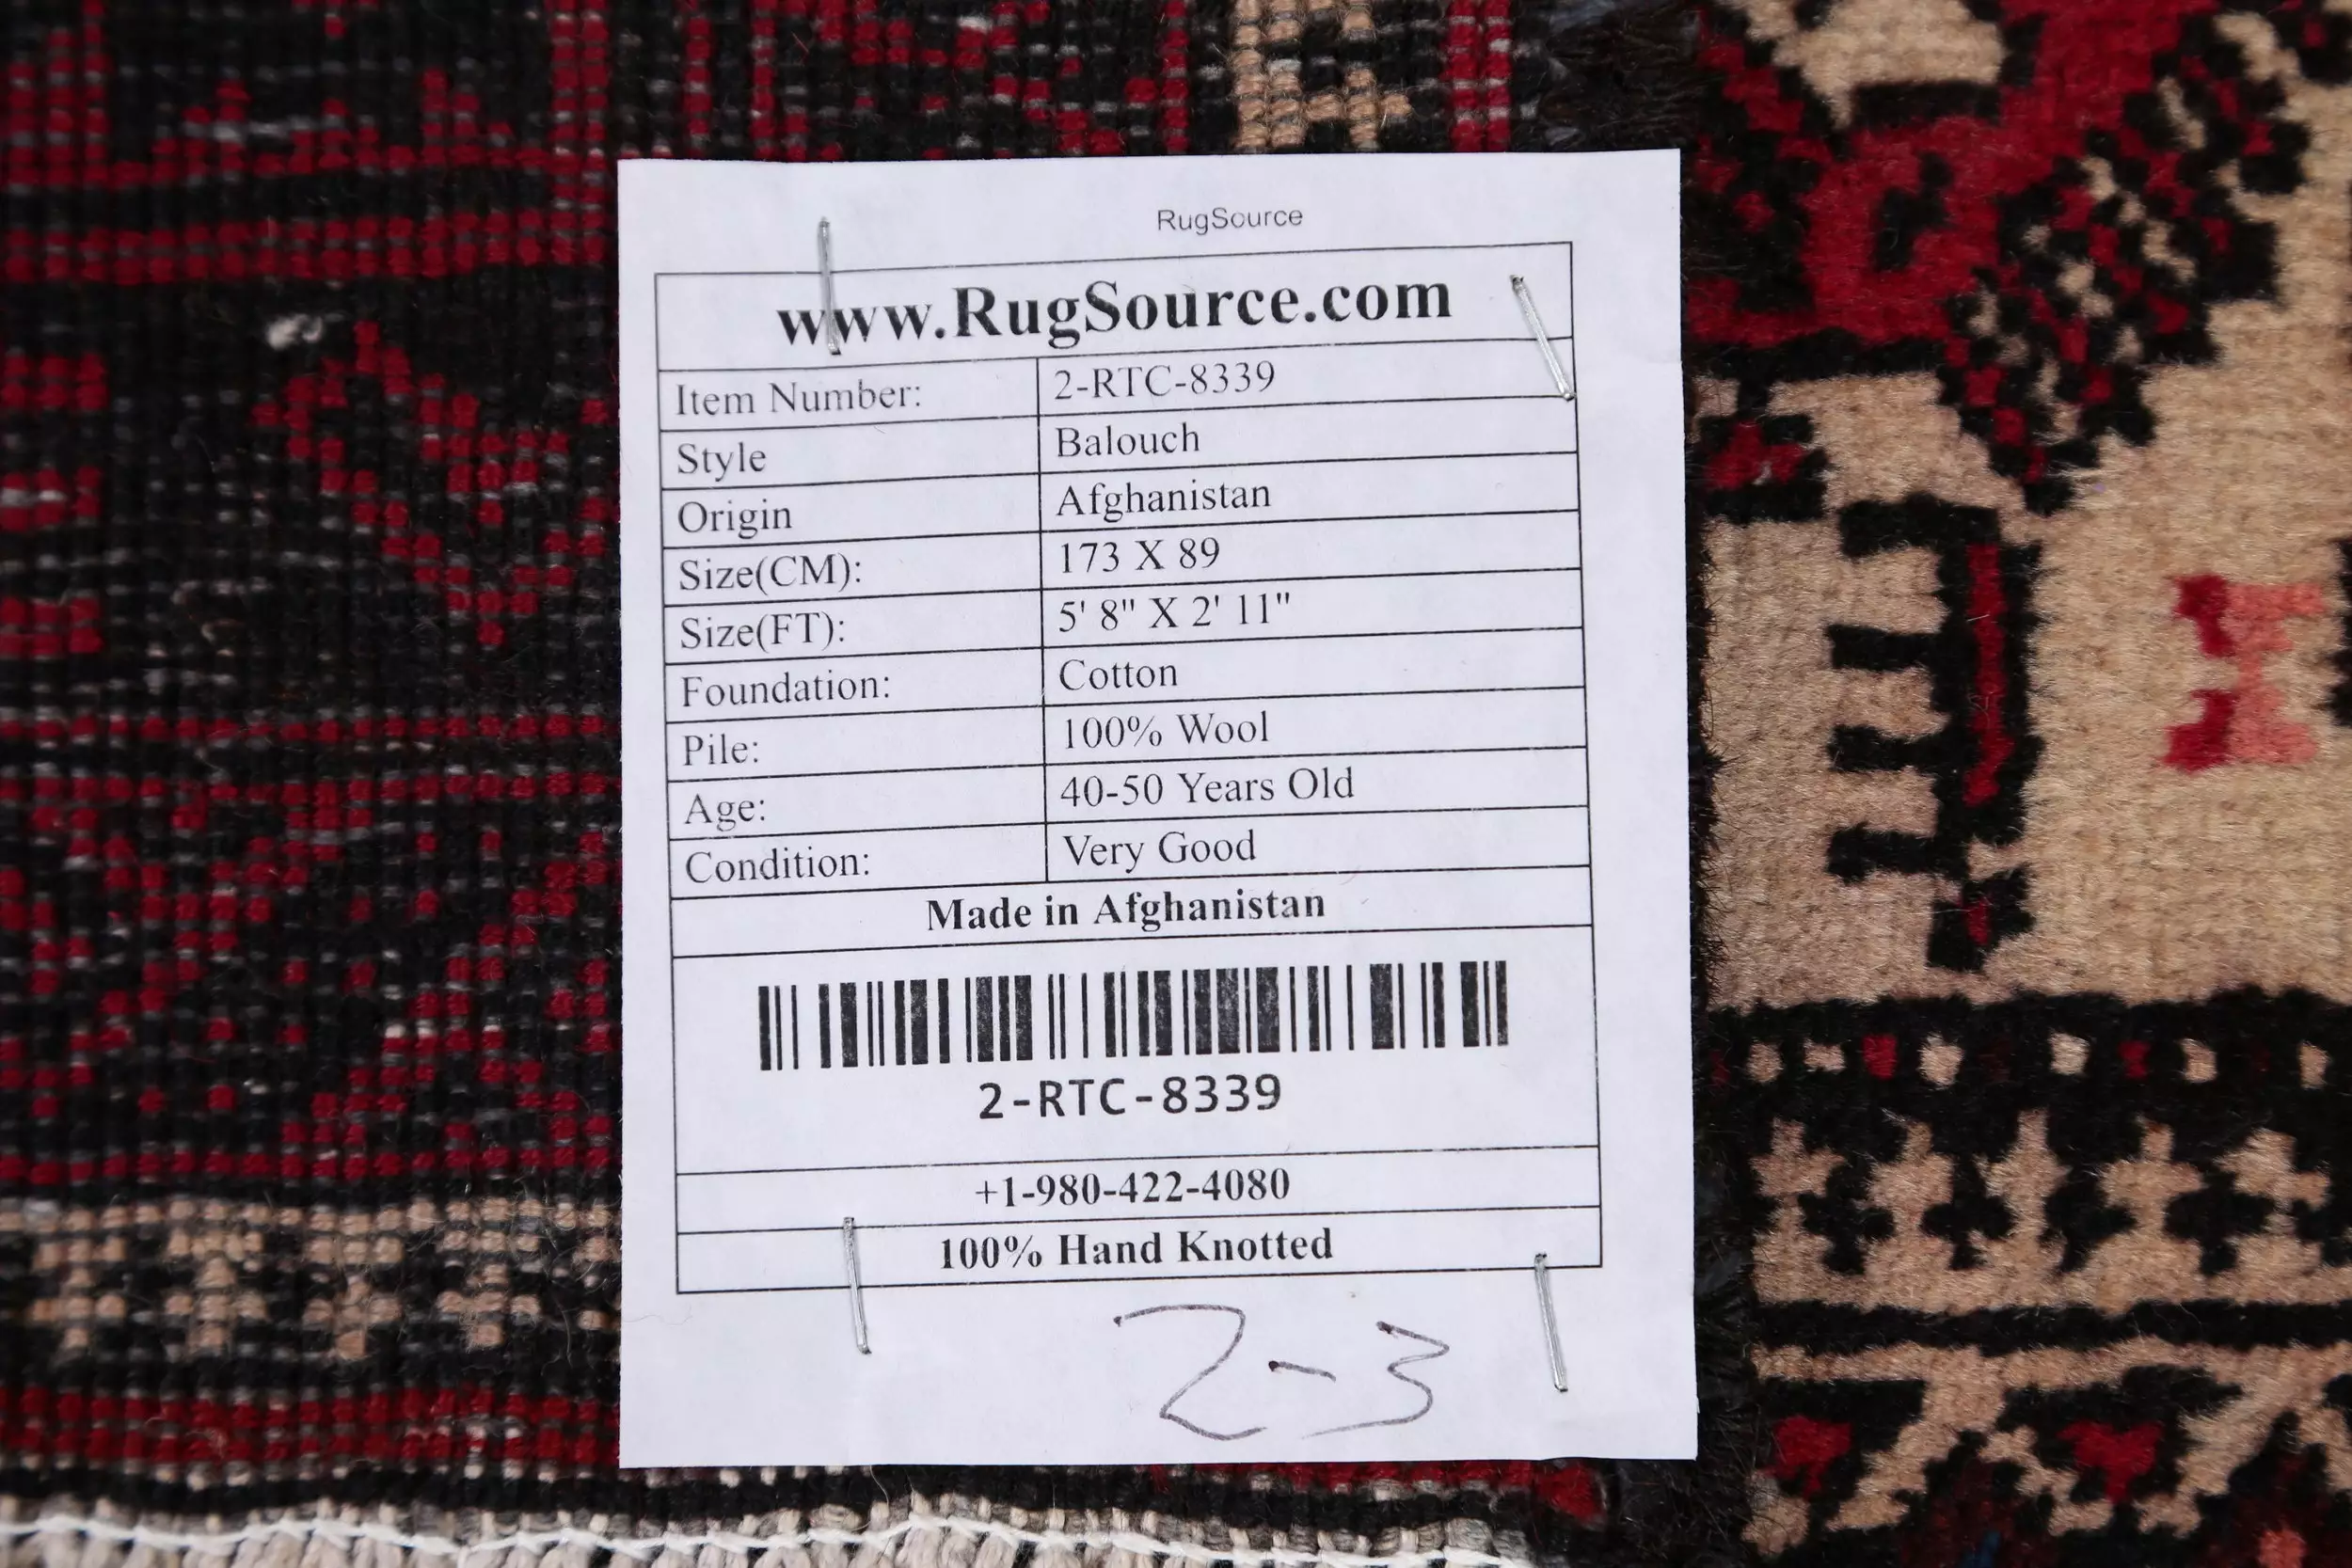 RugSource
www.RugSource.com
Item Number: 2-RTC-8339
Style Balouch
Origin Afghanistan
Size(CM): 173 X 89
Size(FT): 5' 8" X 2' 11"
Foundation: Cotton
Pile: 100% Wool
Age: 40-50 Years Old
Condition: Very Good
Made in Afghanistan
2-RTC-8339
+1-980-422-4080
100% Hand Knotted
2-3